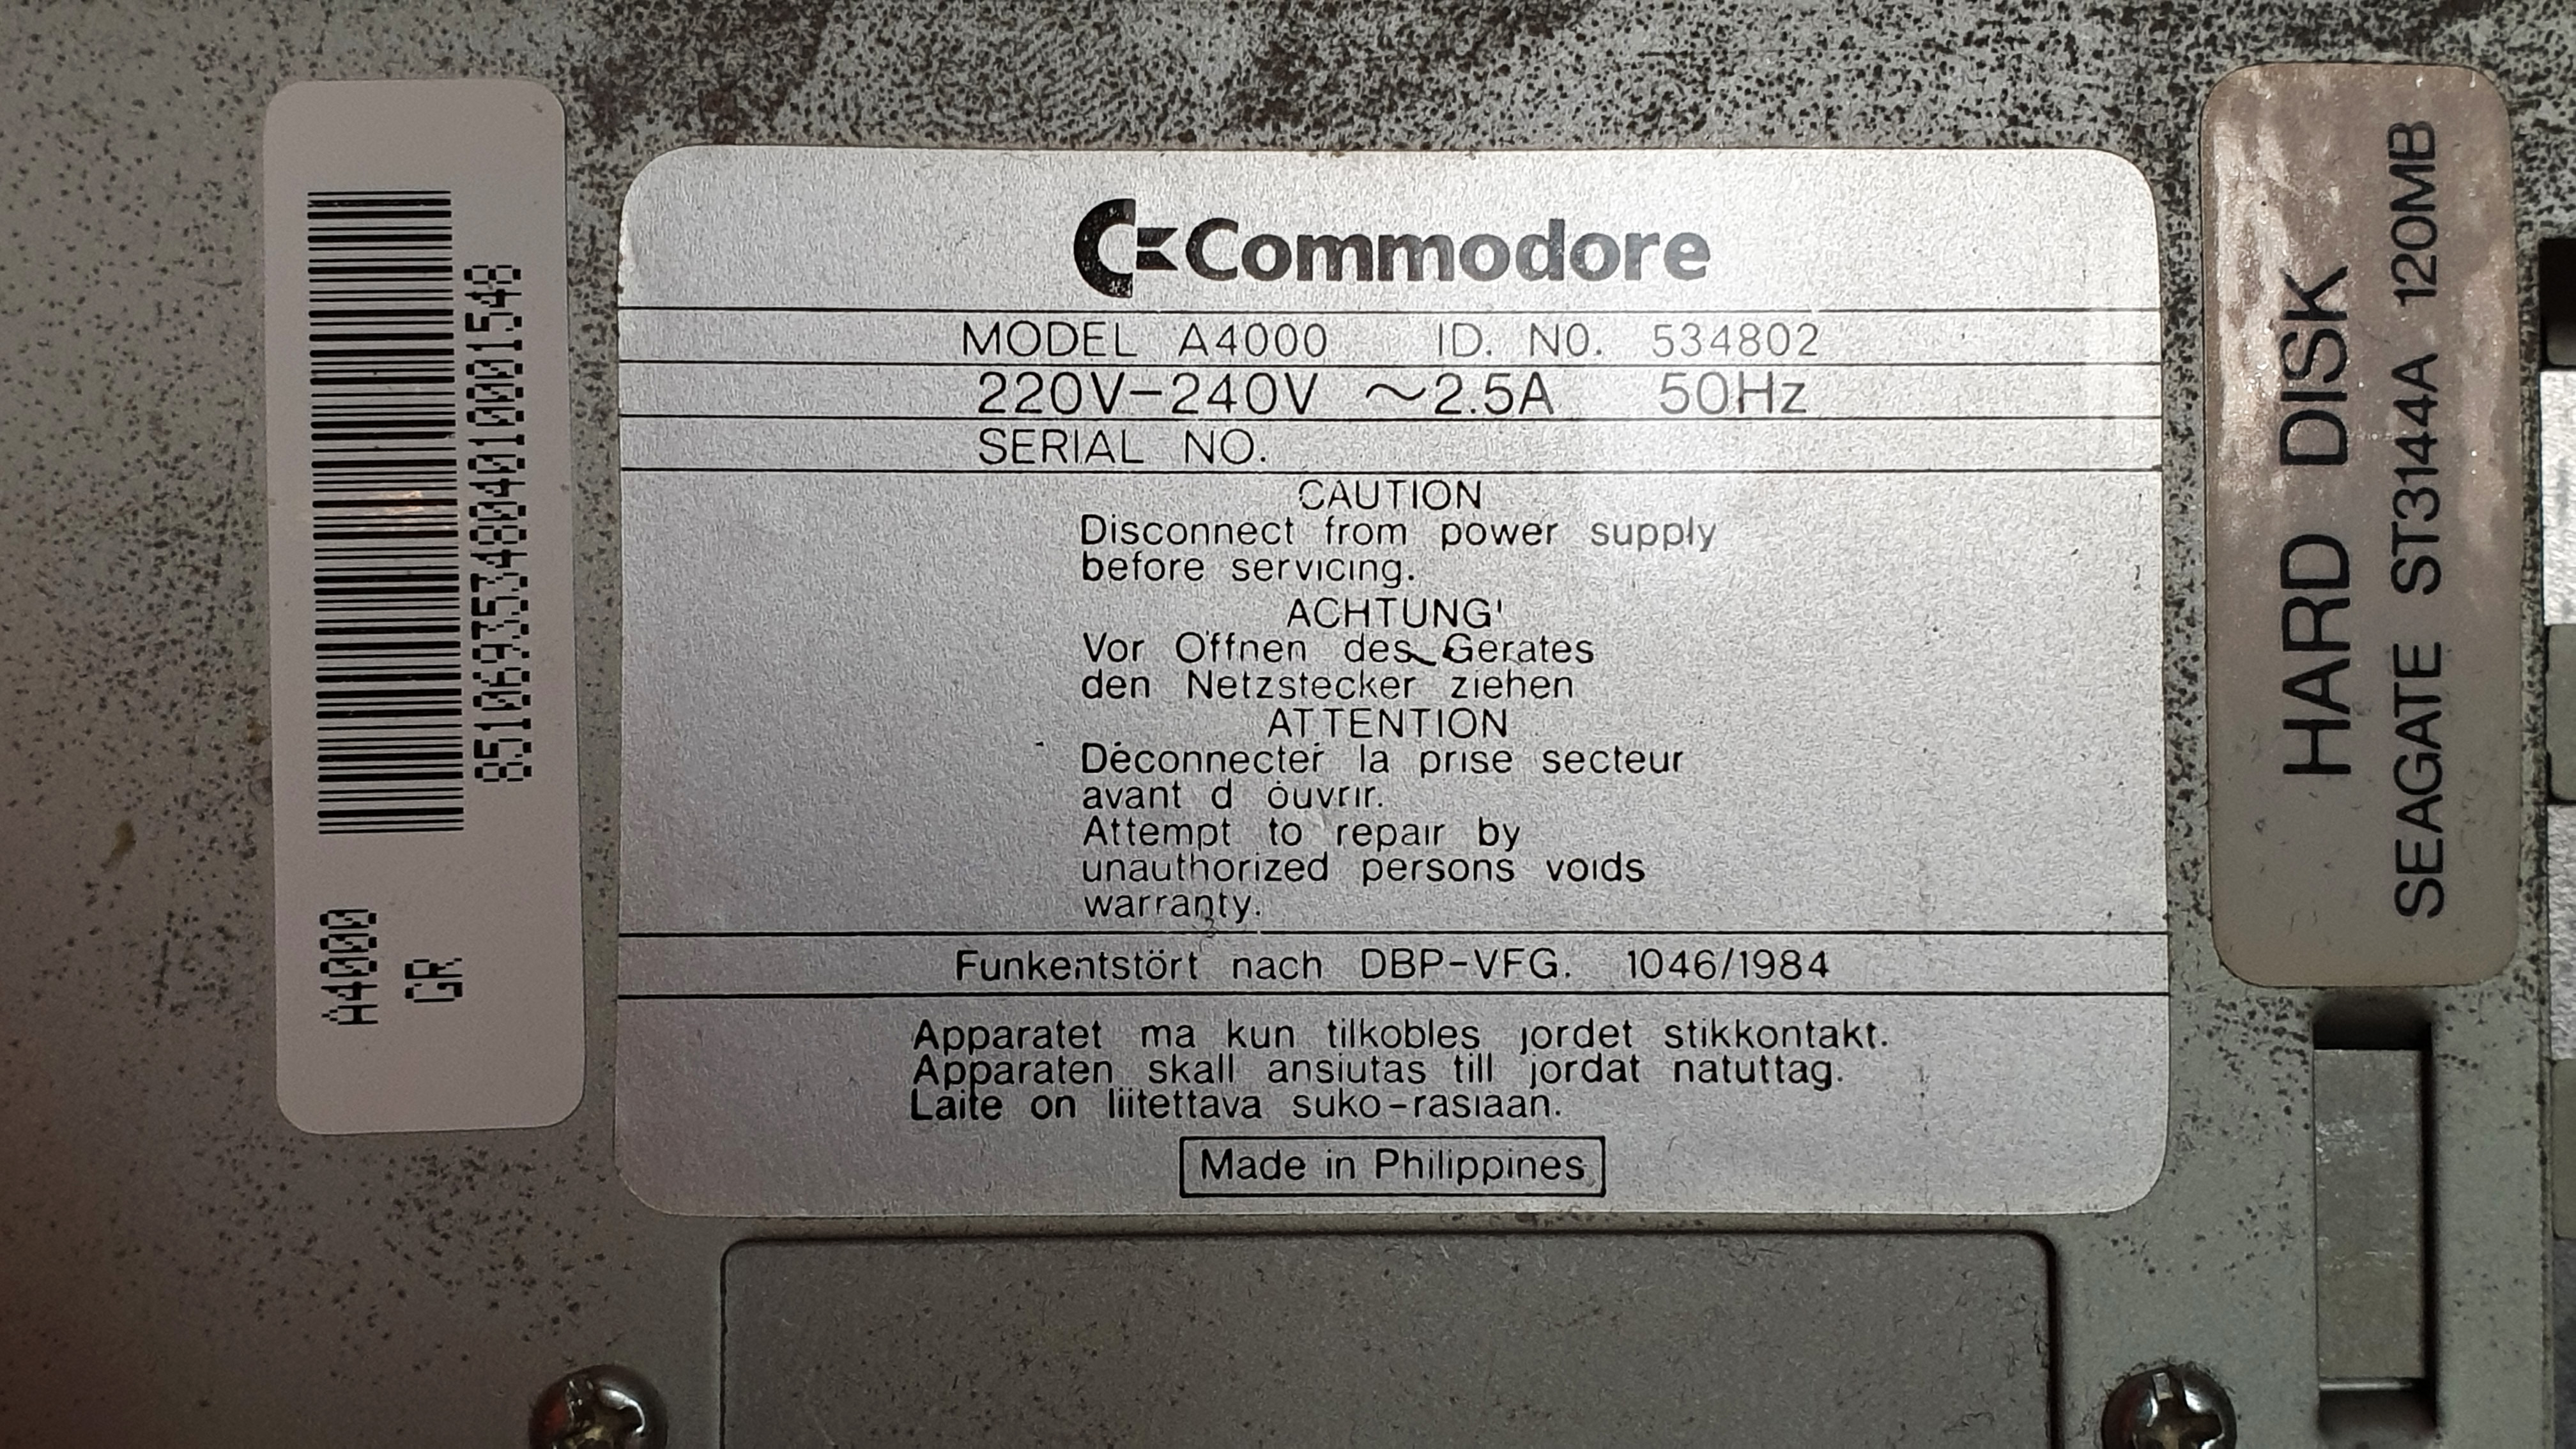 8510693534804010001548
A4000
GR
Commodore
MODEL A4000 ID. NO. 534802
220V-240V ~2.5A 50Hz
SERIAL NO.
CAUTION
Disconnect from power supply
before servicing.
ACHTUNG'
Vor Offnen des Gerates
den Netzstecker ziehen
ATTENTION
Déconnecter la prise secteur
avant d ouvrir.
Attempt to repair by
unauthorized persons voids
warranty.
Funkentstört nach DBP-VFG. 1046/1984
Apparatet ma kun tilkobles jordet stikkontakt.
Apparaten skall ansiutas till jordat natuttag.
Laite on liitettava suko-rasiaan.
Made in Philippines
HARD DISK
SEAGATE ST3144A 120MB